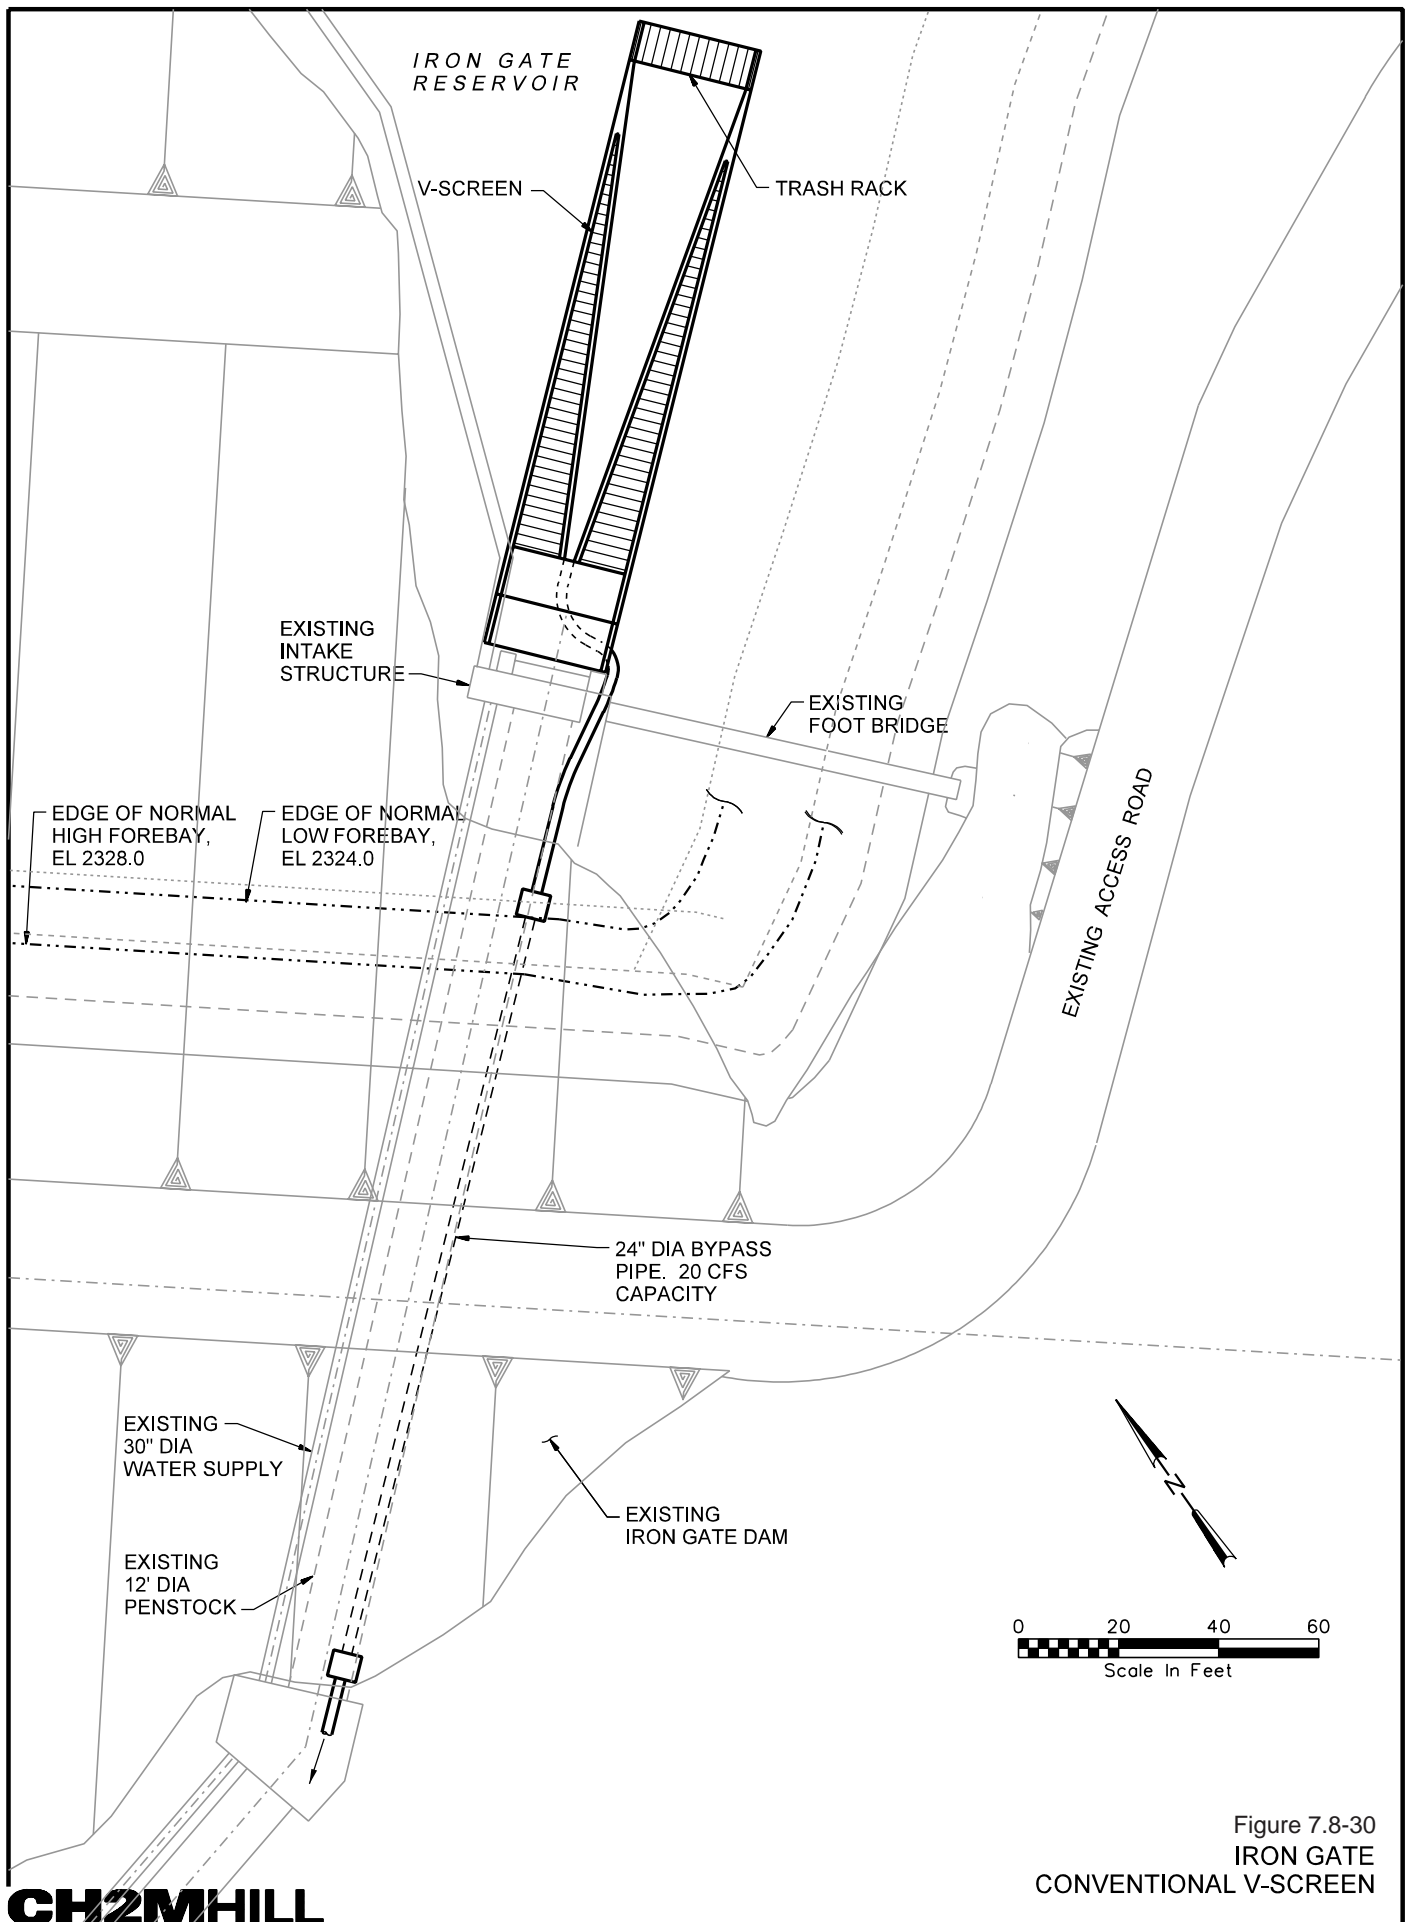 IRON GATE
RESERVOIR
V-SCREEN
TRASH RACK
EXISTING
INTAKE
STRUCTURE
EXISTING
FOOT BRIDGE
EDGE OF NORMAL
HIGH FOREBAY,
EL 2328.0
EDGE OF NORMAL
LOW FOREBAY,
EL 2324.0
EXISTING ACCESS ROAD
24" DIA BYPASS
PIPE. 20 CFS
CAPACITY
EXISTING
30" DIA
WATER SUPPLY
EXISTING
IRON GATE DAM
EXISTING
12' DIA
PENSTOCK
N
0 20 40 60
Scale In Feet
Figure 7.8-30
IRON GATE
CONVENTIONAL V-SCREEN
CH2MHILL